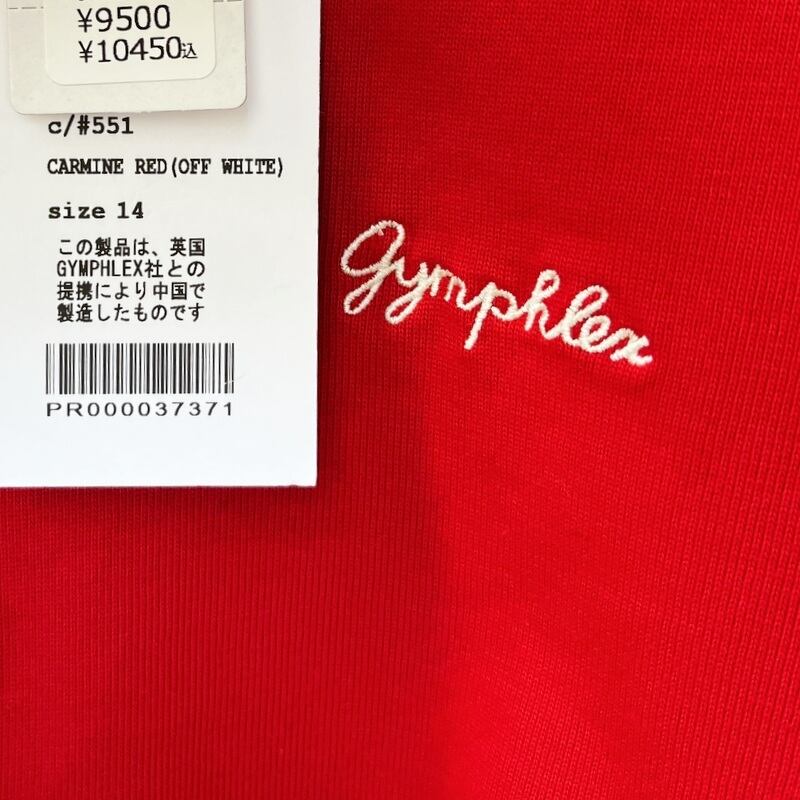 ¥9500
¥10450込
c/#551
CARMINE RED(OFF WHITE)
size 14
この製品は、英国
GYMPHLEX社との
提携により中国で
製造したものです
PR000037371
Gymphlex